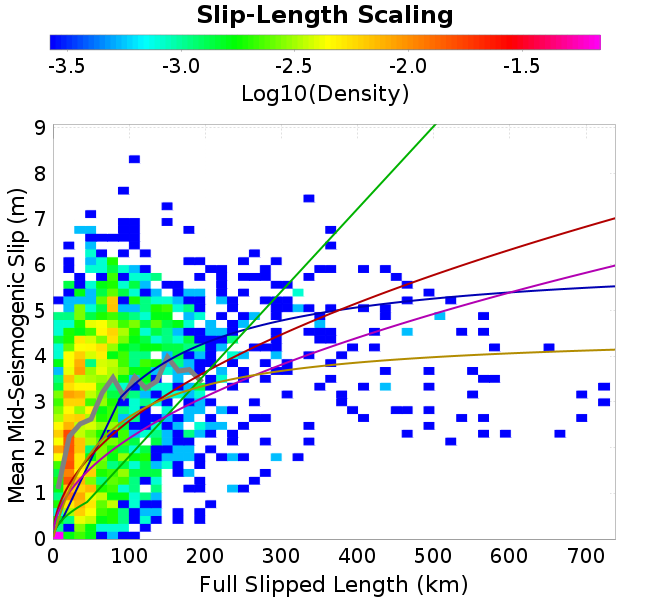 Slip-Length Scaling
-3.5 -3.0 -2.5 -2.0 -1.5
Log10(Density)
9
8
7
6
5
4
3
2
1
0
Mean Mid-Seismogenic Slip (m)
0 100 200 300 400 500 600 700
Full Slipped Length (km)